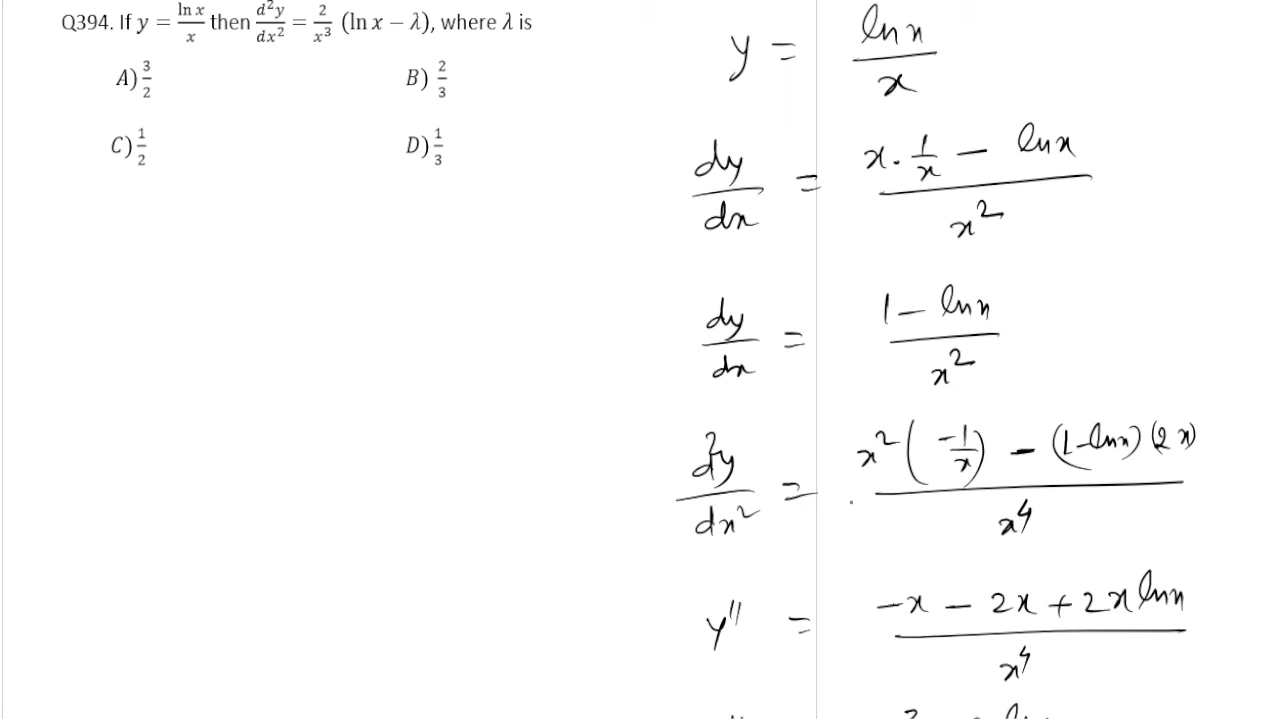 Q394. If y = ln x / x then d²y/dx² = 2/x³ (ln x − λ), where λ is
A) 3/2 B) 2/3
C) 1/2 D) 1/3
y = ln x / x
dy/dx = (x · 1/x − ln x) / x²
dy/dx = (1 − ln x) / x²
d²y/dx² = (x² (−1/x) − (1 − ln x)(2x)) / x⁴
y'' = (−x − 2x + 2x ln x) / x⁴